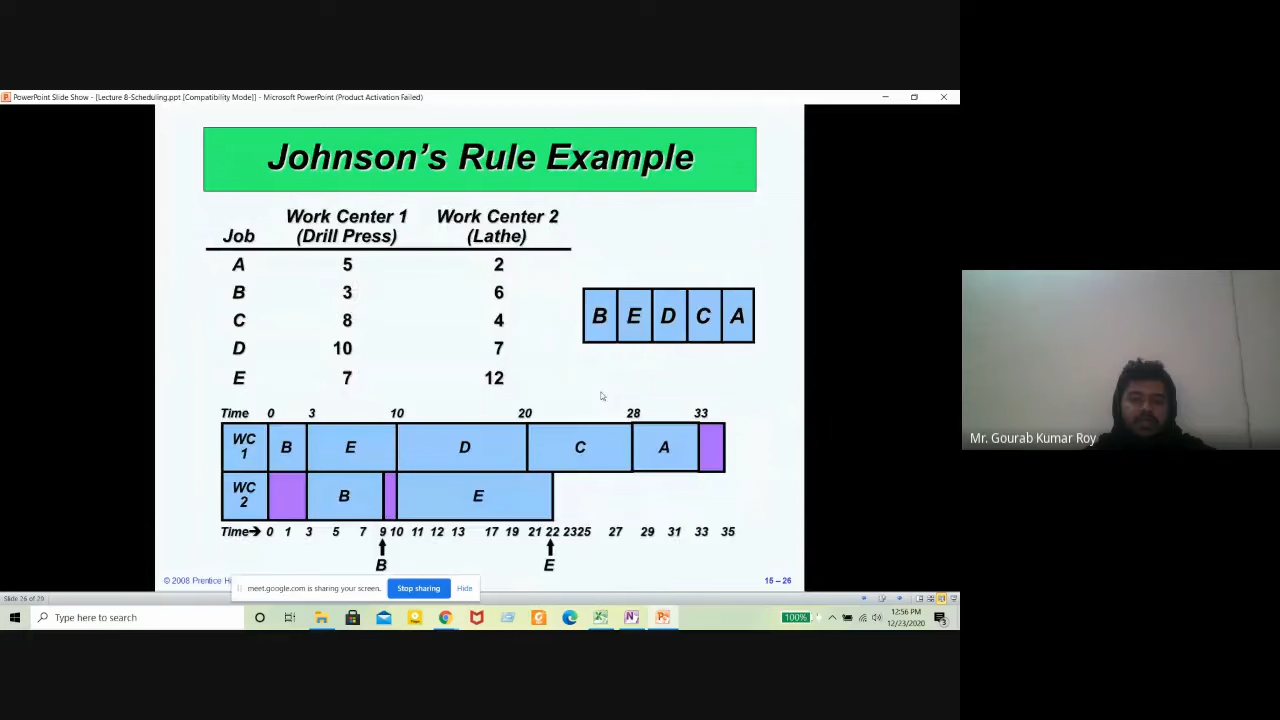 PowerPoint Slide Show - [Lecture 8-Scheduling.ppt [Compatibility Mode]] - Microsoft PowerPoint (Product Activation Failed)
Johnson's Rule Example
Work Center 1 Work Center 2
Job (Drill Press) (Lathe)
A 5 2
B 3 6
C 8 4
D 10 7
E 7 12
B E D C A
Time 0 3 10 20 28 33
WC 1 B E D C A
WC 2 B E
Time 0 1 3 5 7 9 10 11 12 13 17 19 21 22 23 25 27 29 31 33 35
B E
© 2008 Prentice H
15 – 26
meet.google.com is sharing your screen. Stop sharing Hide
Slide 26 of 29
Type here to search
100%
12:56 PM
12/23/2020
3
Mr. Gourab Kumar Roy